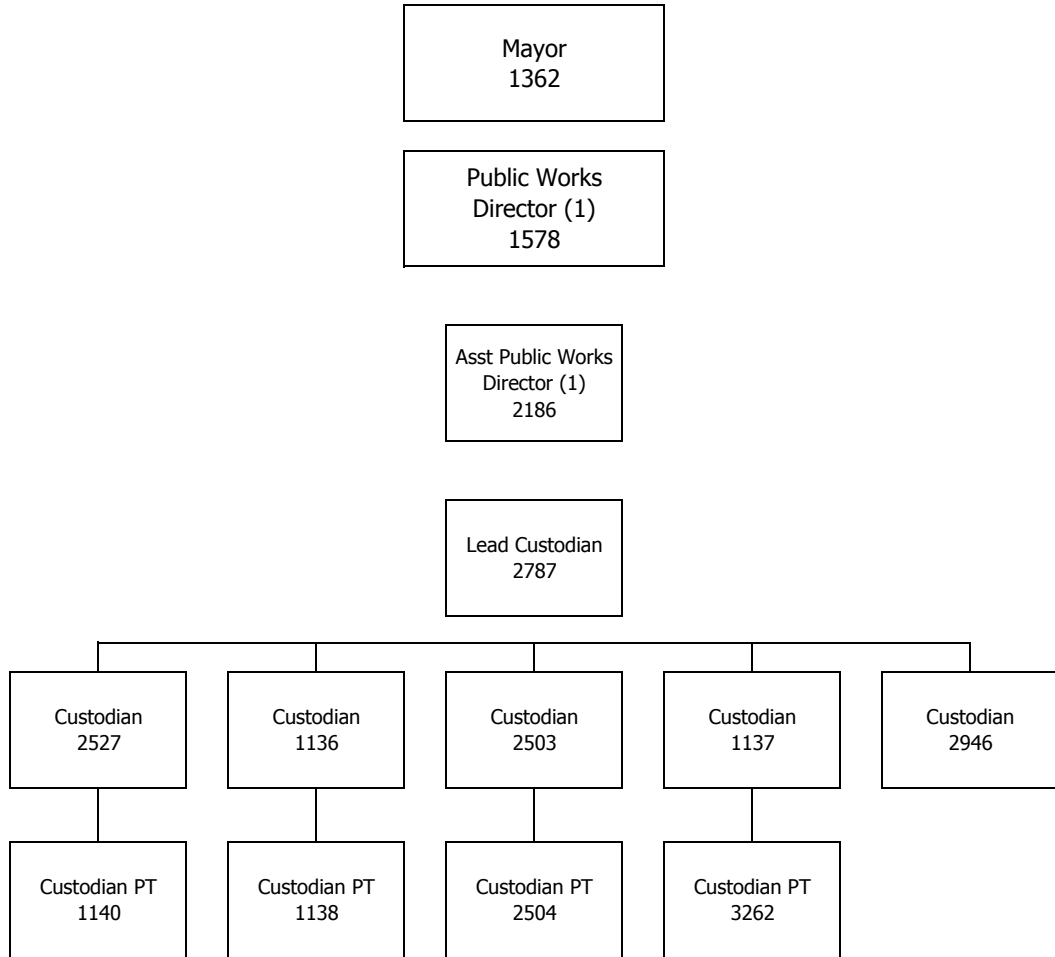 Mayor
1362
Public Works
Director (1)
1578
Asst Public Works
Director (1)
2186
Lead Custodian
2787
Custodian
2527
Custodian
1136
Custodian
2503
Custodian
1137
Custodian
2946
Custodian PT
1140
Custodian PT
1138
Custodian PT
2504
Custodian PT
3262